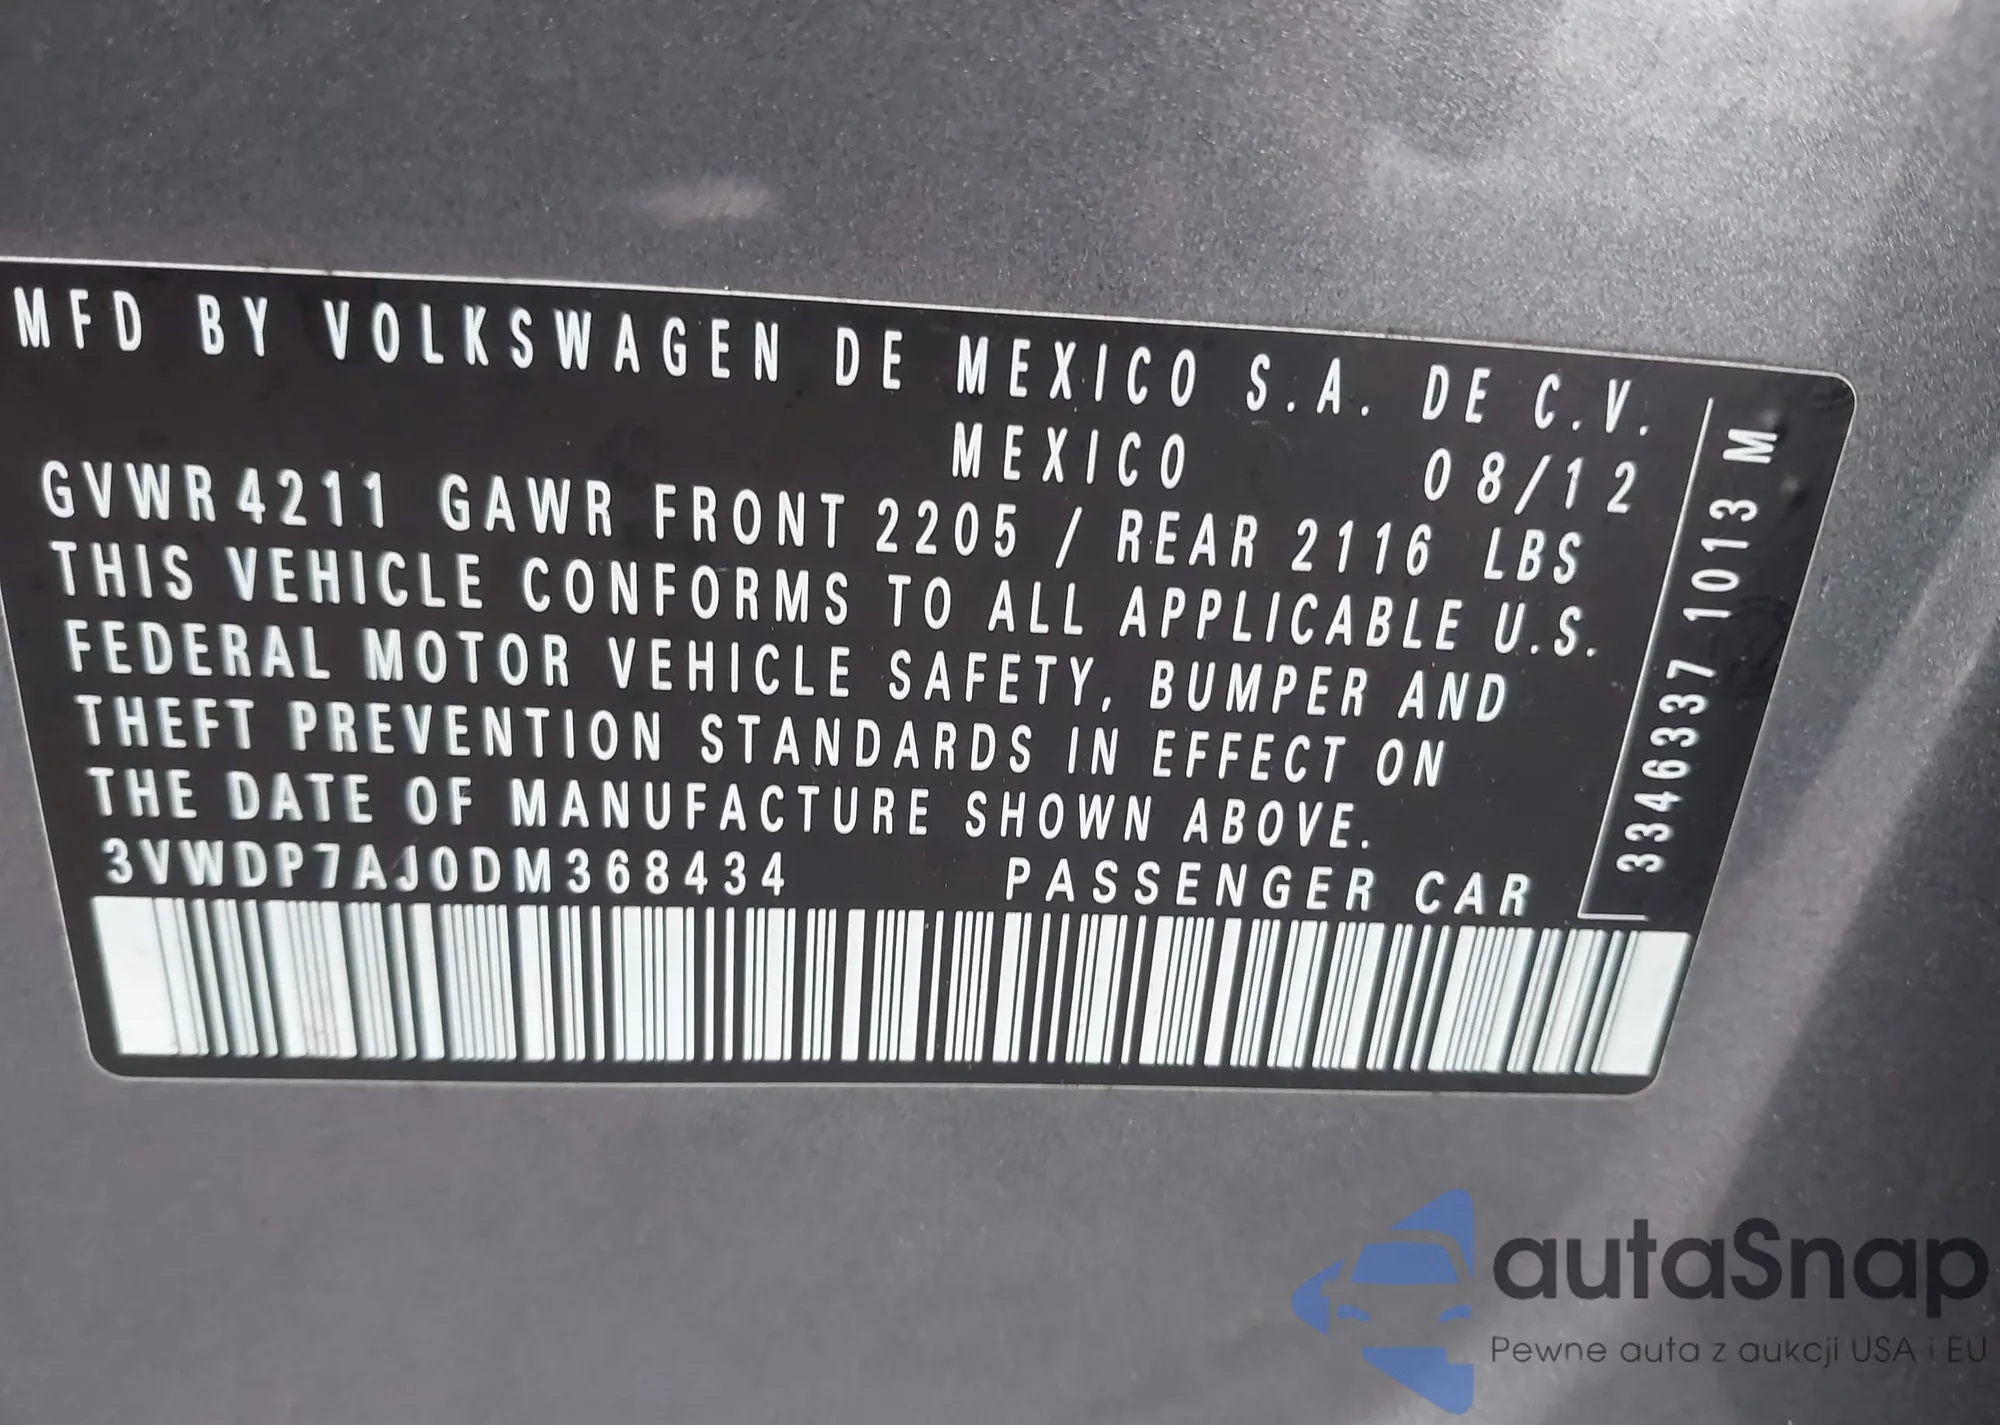 MFD BY VOLKSWAGEN DE MEXICO S.A. DE C.V.
MEXICO 08/12
GVWR 4211 GAWR FRONT 2205 / REAR 2116 LBS
THIS VEHICLE CONFORMS TO ALL APPLICABLE U.S.
FEDERAL MOTOR VEHICLE SAFETY, BUMPER AND
THEFT PREVENTION STANDARDS IN EFFECT ON
THE DATE OF MANUFACTURE SHOWN ABOVE.
3VWDP7AJ0DM368434 PASSENGER CAR
3346337 1013 M
autaSnap
Pewne auta z aukcji USA i EU